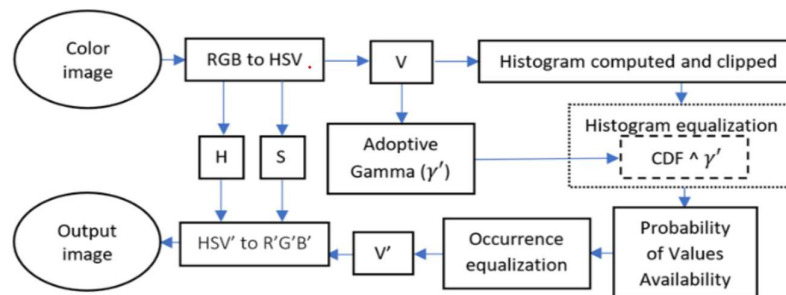 Color
image
RGB to HSV .
V
Histogram computed and clipped
Histogram equalization
CDF ^ γ′
H
S
Adoptive
Gamma (γ′)
Output
image
HSV' to R'G'B'
V'
Occurrence
equalization
Probability
of Values
Availability